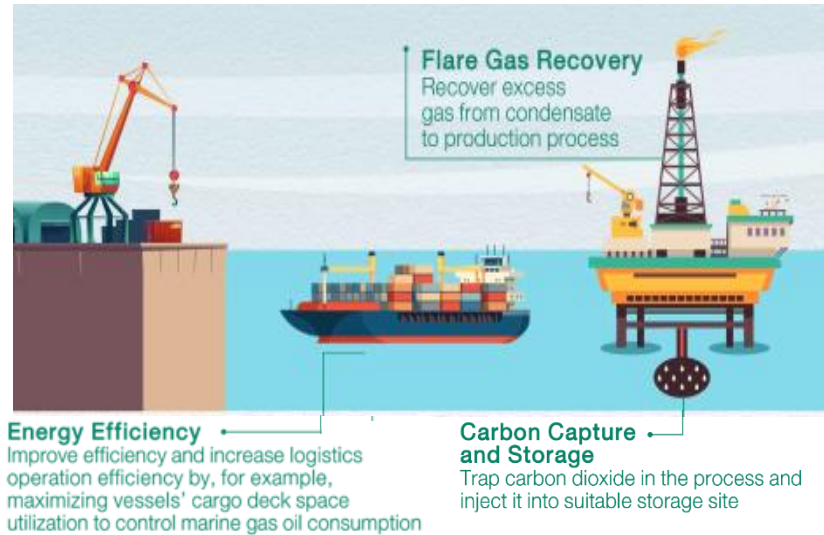 Flare Gas Recovery
Recover excess
gas from condensate
to production process
Energy Efficiency
Improve efficiency and increase logistics
operation efficiency by, for example,
maximizing vessels' cargo deck space
utilization to control marine gas oil consumption
Carbon Capture
and Storage
Trap carbon dioxide in the process and
inject it into suitable storage site